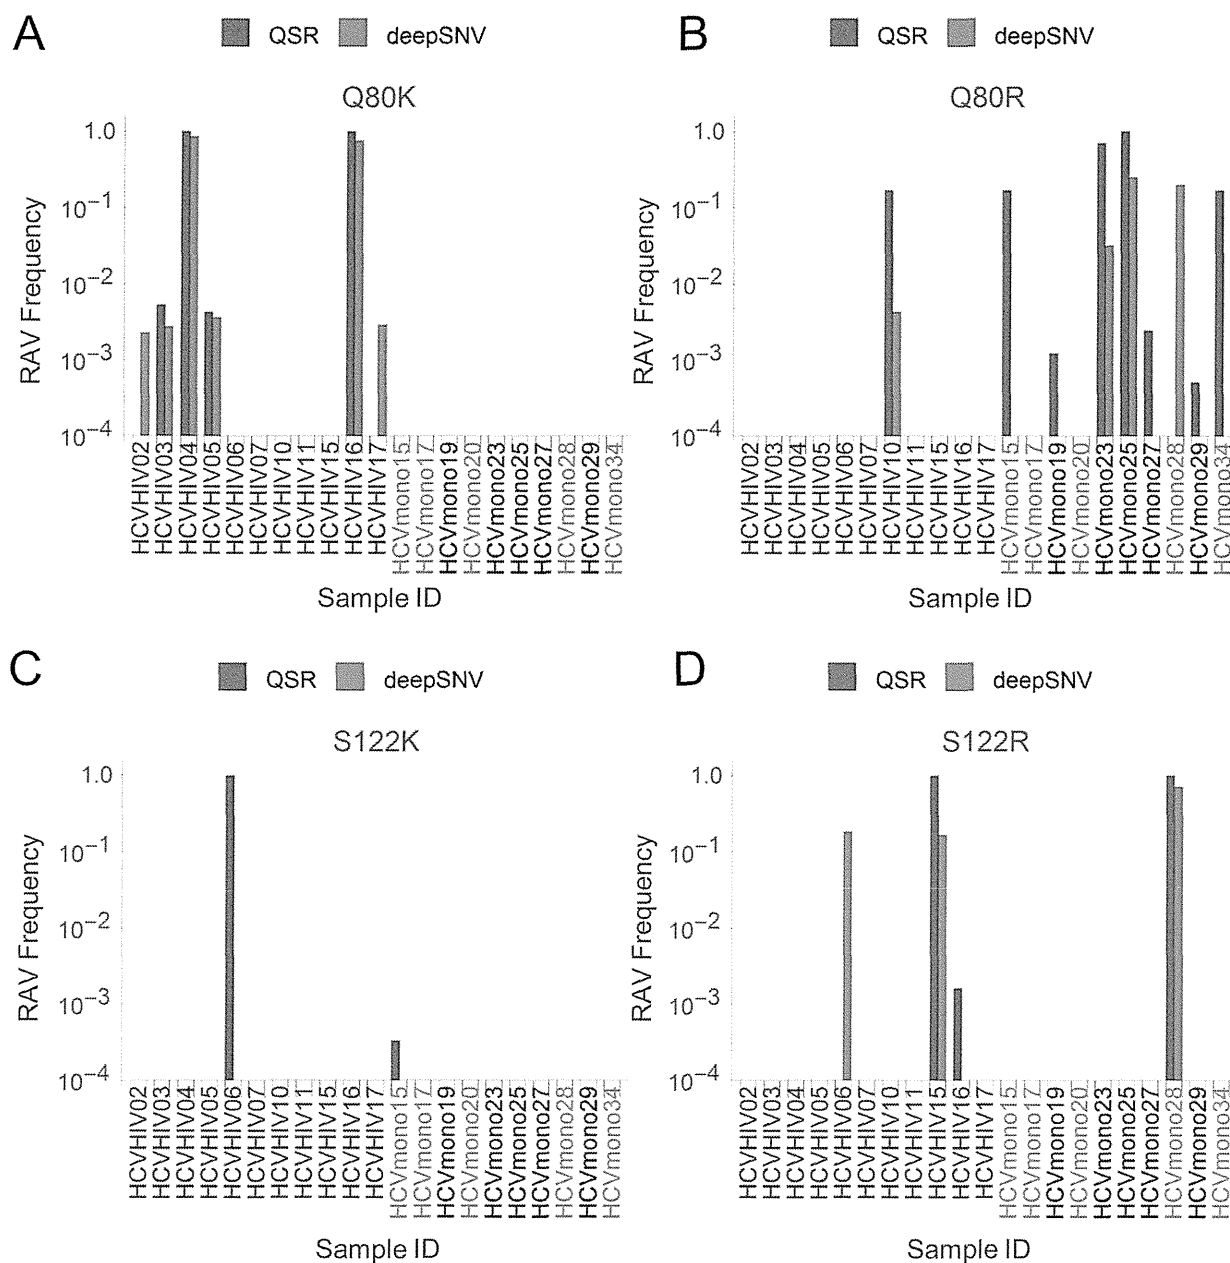 A
QSR deepSNV
Q80K
RAV Frequency
1.0
10−1
10−2
10−3
10−4
HCVHIV02
HCVHIV03
HCVHIV04
HCVHIV05
HCVHIV06
HCVHIV07
HCVHIV10
HCVHIV11
HCVHIV15
HCVHIV16
HCVHIV17
HCVmono15
HCVmono17
HCVmono19
HCVmono20
HCVmono23
HCVmono25
HCVmono27
HCVmono28
HCVmono29
HCVmono34
Sample ID
B
QSR deepSNV
Q80R
RAV Frequency
1.0
10−1
10−2
10−3
10−4
HCVHIV02
HCVHIV03
HCVHIV04
HCVHIV05
HCVHIV06
HCVHIV07
HCVHIV10
HCVHIV11
HCVHIV15
HCVHIV16
HCVHIV17
HCVmono15
HCVmono17
HCVmono19
HCVmono20
HCVmono23
HCVmono25
HCVmono27
HCVmono28
HCVmono29
HCVmono34
Sample ID
C
QSR deepSNV
S122K
RAV Frequency
1.0
10−1
10−2
10−3
10−4
HCVHIV02
HCVHIV03
HCVHIV04
HCVHIV05
HCVHIV06
HCVHIV07
HCVHIV10
HCVHIV11
HCVHIV15
HCVHIV16
HCVHIV17
HCVmono15
HCVmono17
HCVmono19
HCVmono20
HCVmono23
HCVmono25
HCVmono27
HCVmono28
HCVmono29
HCVmono34
Sample ID
D
QSR deepSNV
S122R
RAV Frequency
1.0
10−1
10−2
10−3
10−4
HCVHIV02
HCVHIV03
HCVHIV04
HCVHIV05
HCVHIV06
HCVHIV07
HCVHIV10
HCVHIV11
HCVHIV15
HCVHIV16
HCVHIV17
HCVmono15
HCVmono17
HCVmono19
HCVmono20
HCVmono23
HCVmono25
HCVmono27
HCVmono28
HCVmono29
HCVmono34
Sample ID